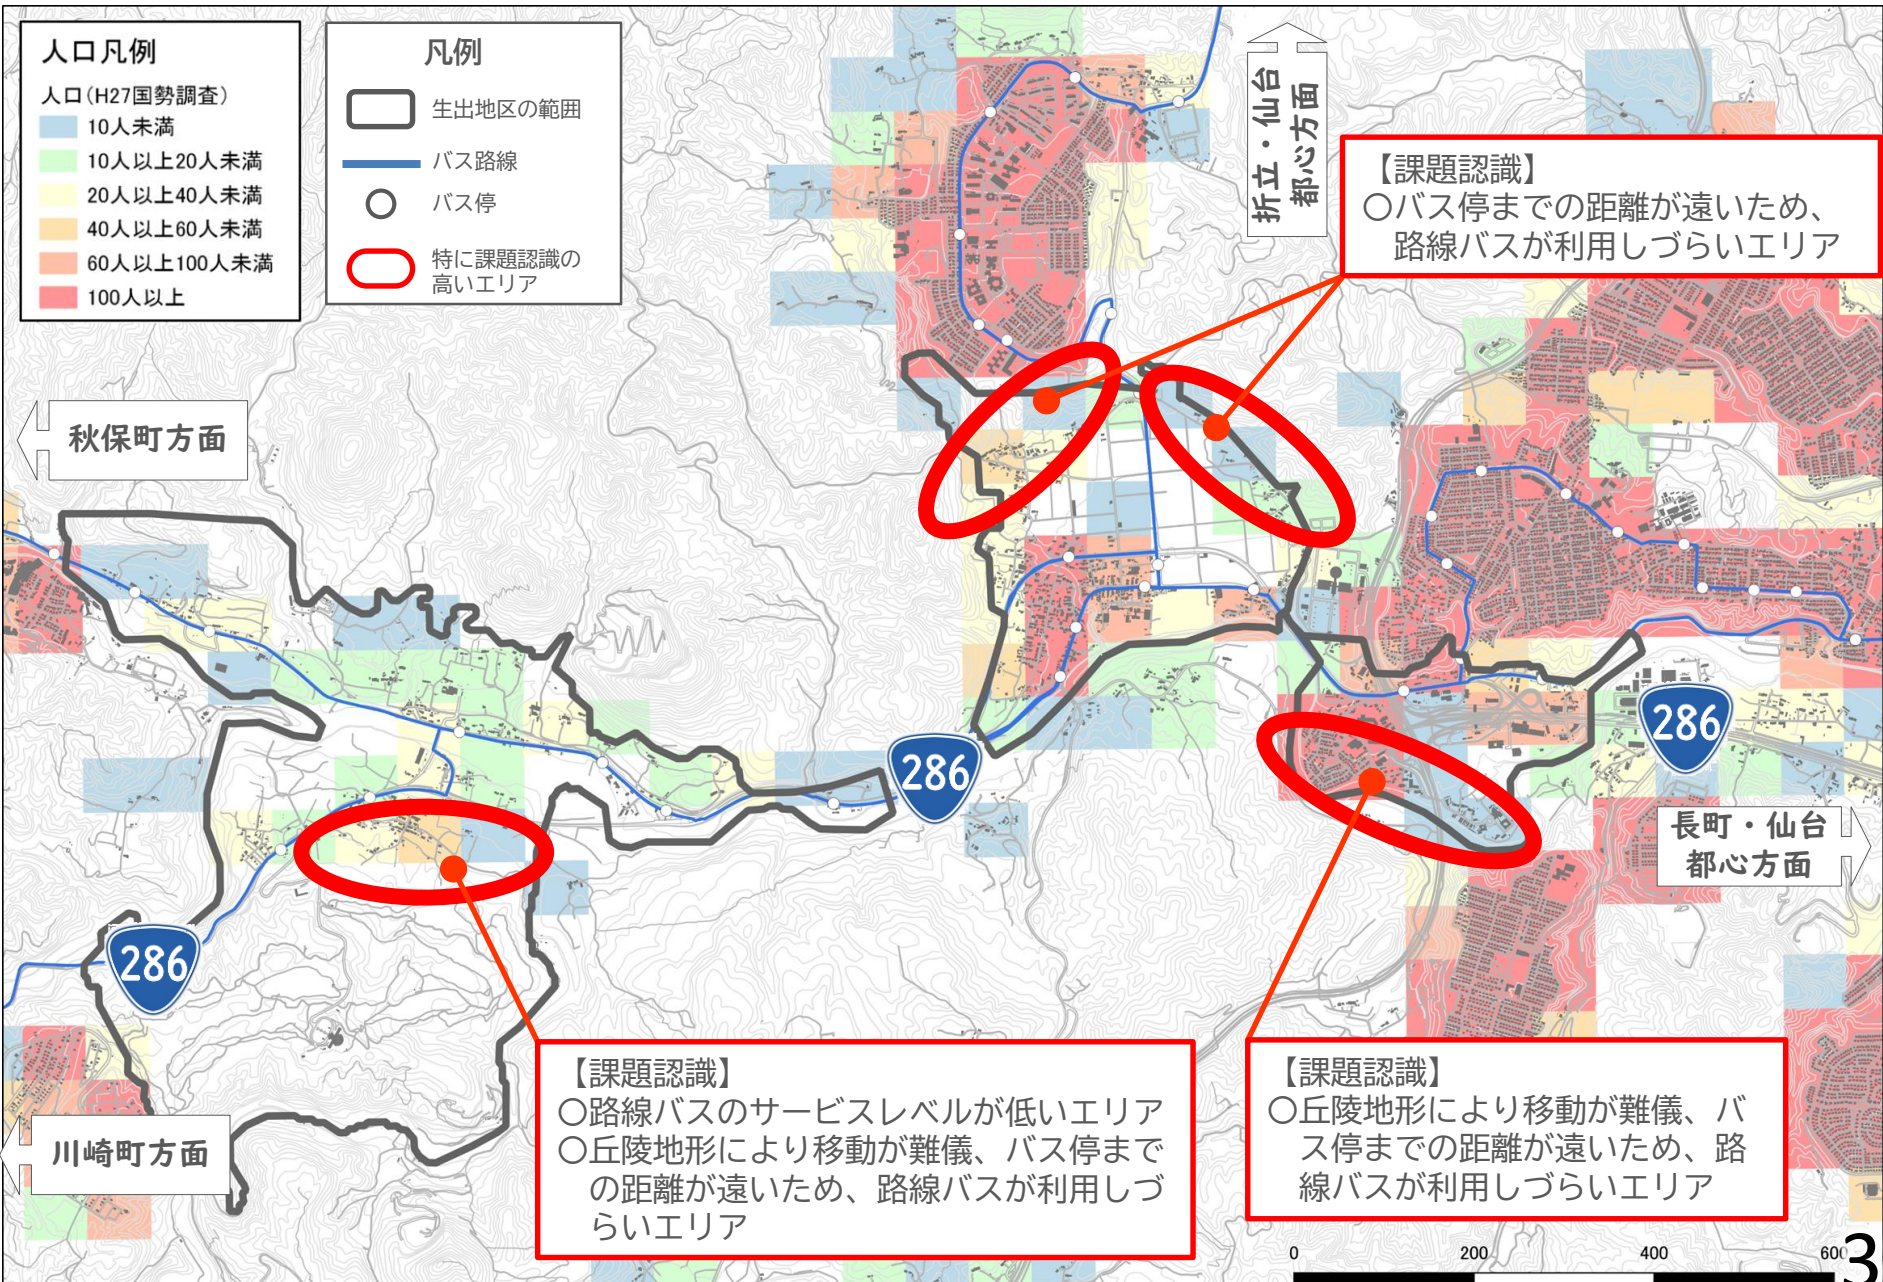 人口凡例
人口(H27国勢調査)
10人未満
10人以上20人未満
20人以上40人未満
40人以上60人未満
60人以上100人未満
100人以上
凡例
生出地区の範囲
バス路線
バス停
特に課題認識の
高いエリア
折立・仙台
都心方面
【課題認識】
〇バス停までの距離が遠いため、
路線バスが利用しづらいエリア
秋保町方面
286
286
286
長町・仙台
都心方面
川崎町方面
【課題認識】
〇路線バスのサービスレベルが低いエリア
〇丘陵地形により移動が難儀、バス停まで
の距離が遠いため、路線バスが利用しづ
らいエリア
【課題認識】
〇丘陵地形により移動が難儀、バ
ス停までの距離が遠いため、路
線バスが利用しづらいエリア
0 200 400 600
3